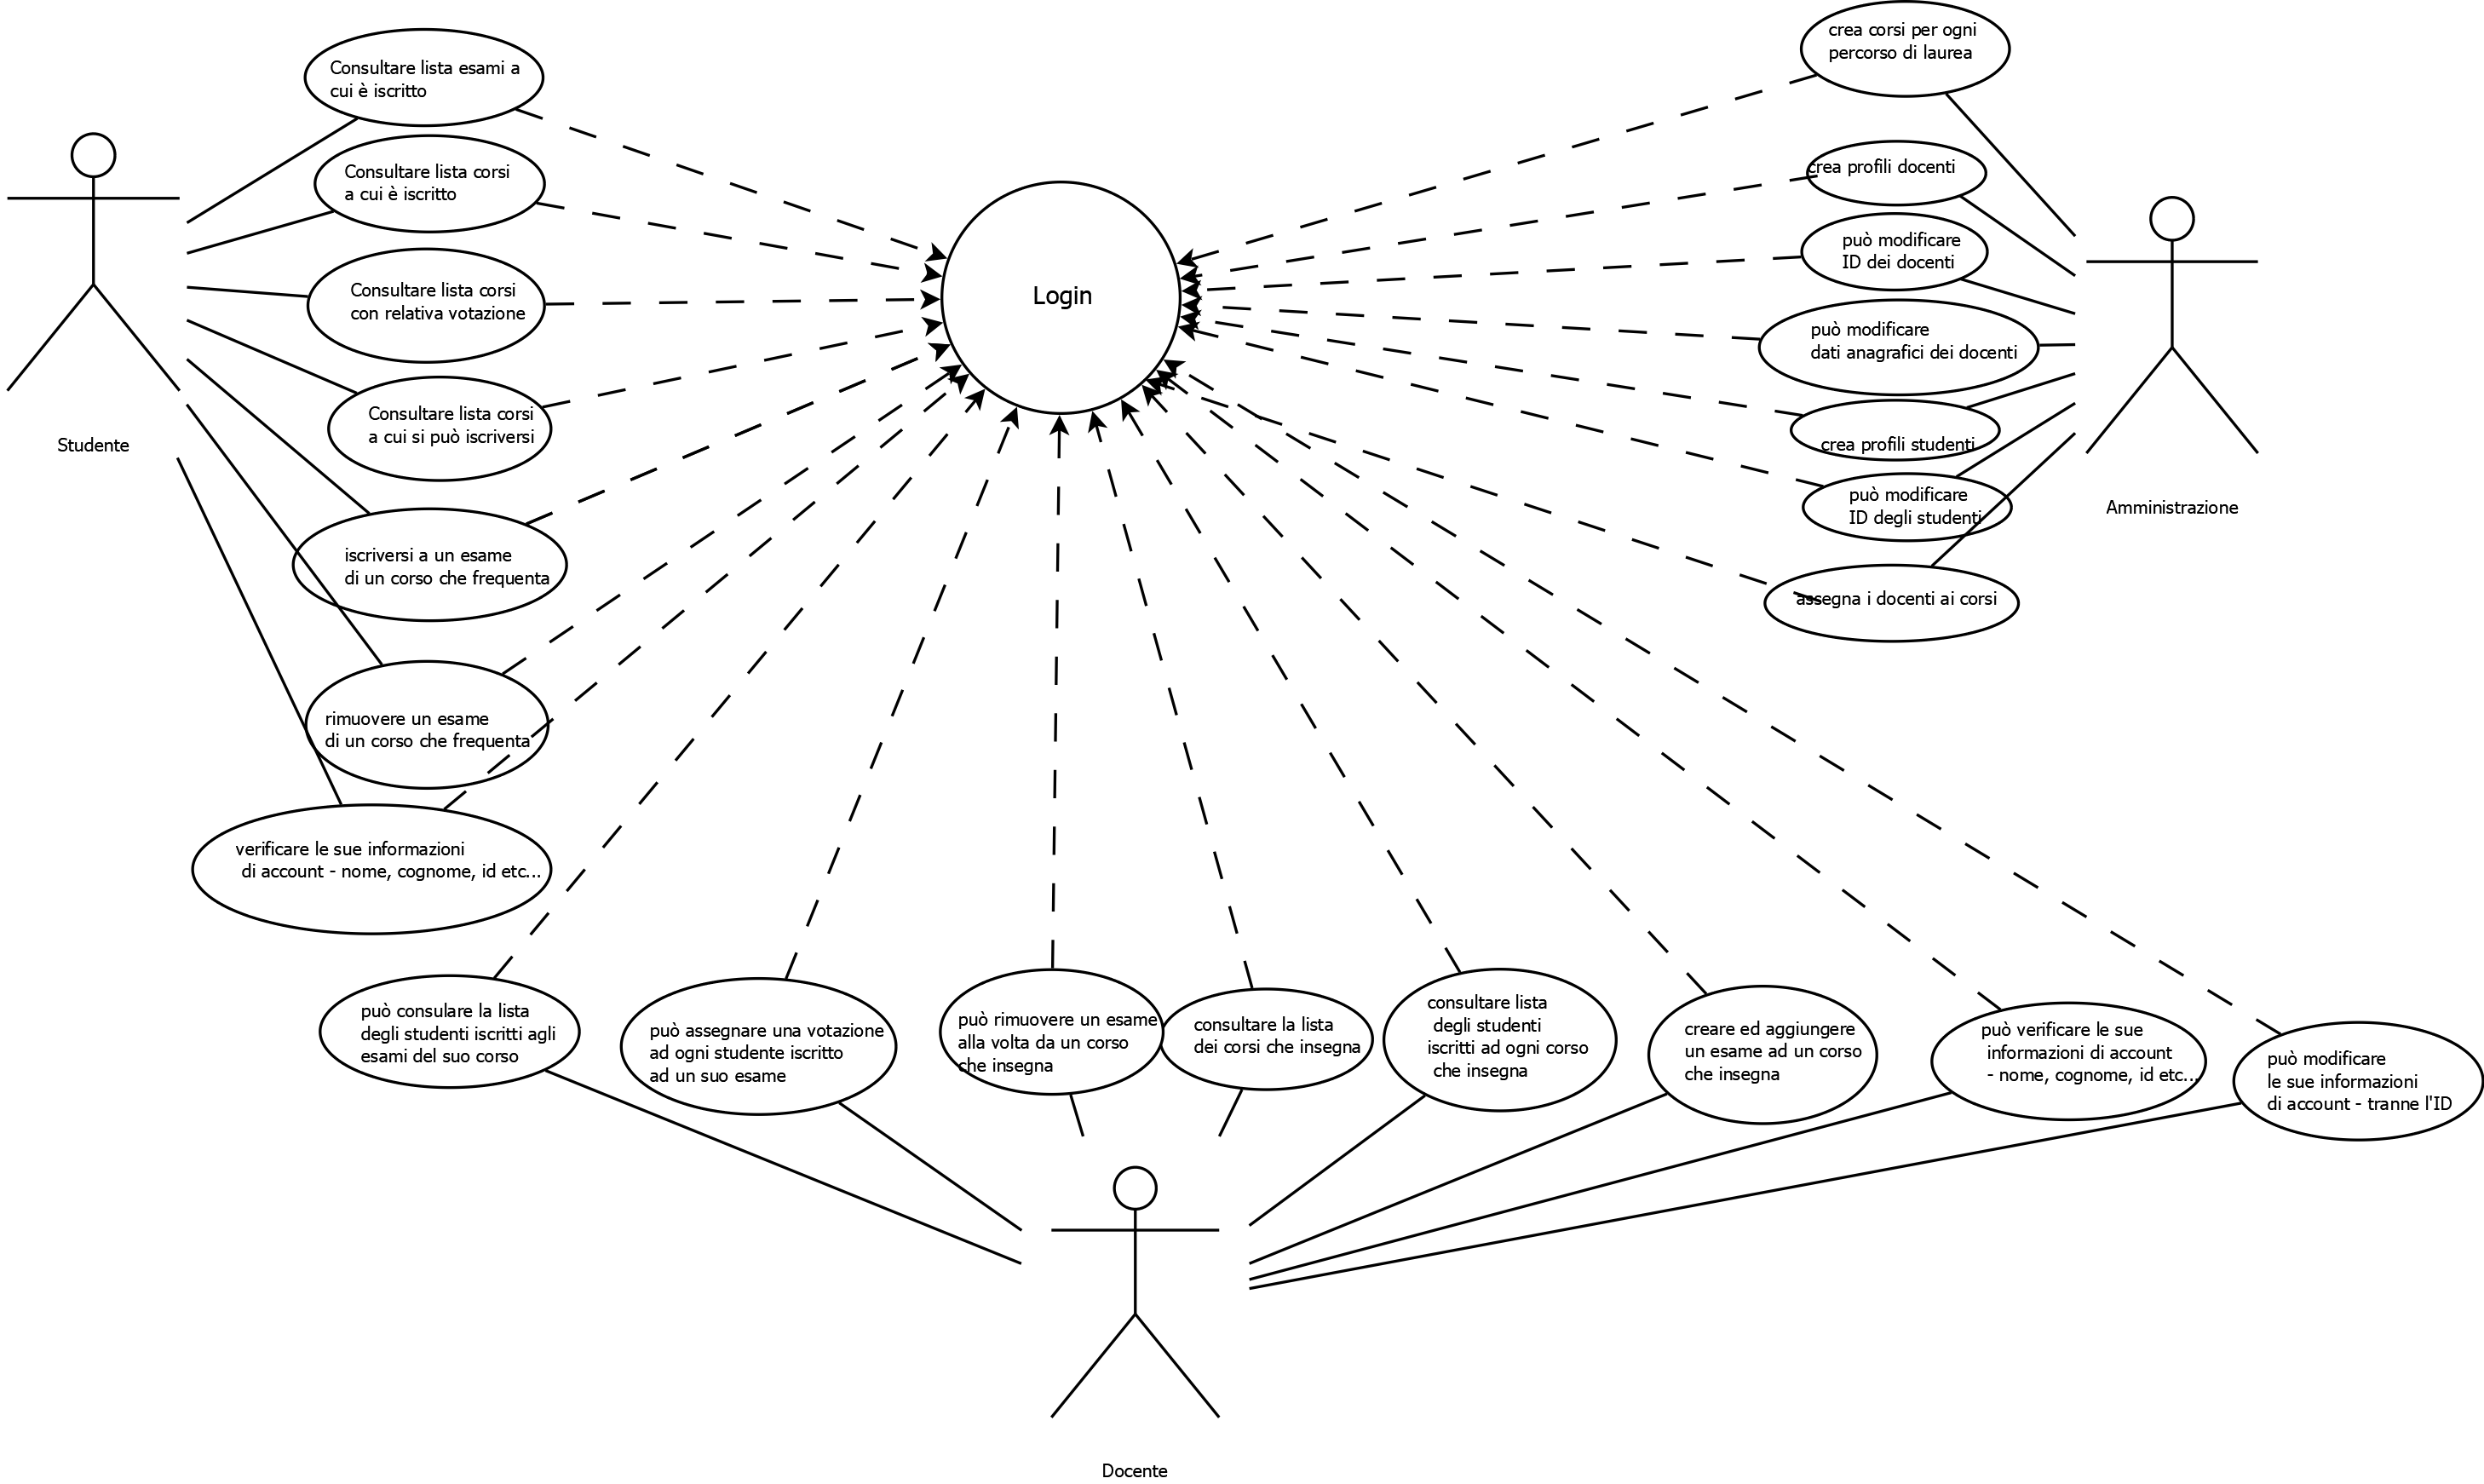 Consultare lista esami a
cui è iscritto
Consultare lista corsi
a cui è iscritto
Consultare lista corsi
con relativa votazione
Consultare lista corsi
a cui si può iscriversi
Studente
iscriversi a un esame
di un corso che frequenta
rimuovere un esame
di un corso che frequenta
verificare le sue informazioni
di account - nome, cognome, id etc...
Login
crea corsi per ogni
percorso di laurea
crea profili docenti
può modificare
ID dei docenti
può modificare
dati anagrafici dei docenti
crea profili studenti
può modificare
ID degli studenti
Amministrazione
assegna i docenti ai corsi
può consulare la lista
degli studenti iscritti agli
esami del suo corso
può assegnare una votazione
ad ogni studente iscritto
ad un suo esame
può rimuovere un esame
alla volta da un corso
che insegna
consultare la lista
dei corsi che insegna
consultare lista
degli studenti
iscritti ad ogni corso
che insegna
creare ed aggiungere
un esame ad un corso
che insegna
può verificare le sue
informazioni di account
- nome, cognome, id etc...
può modificare
le sue informazioni
di account - tranne l'ID
Docente